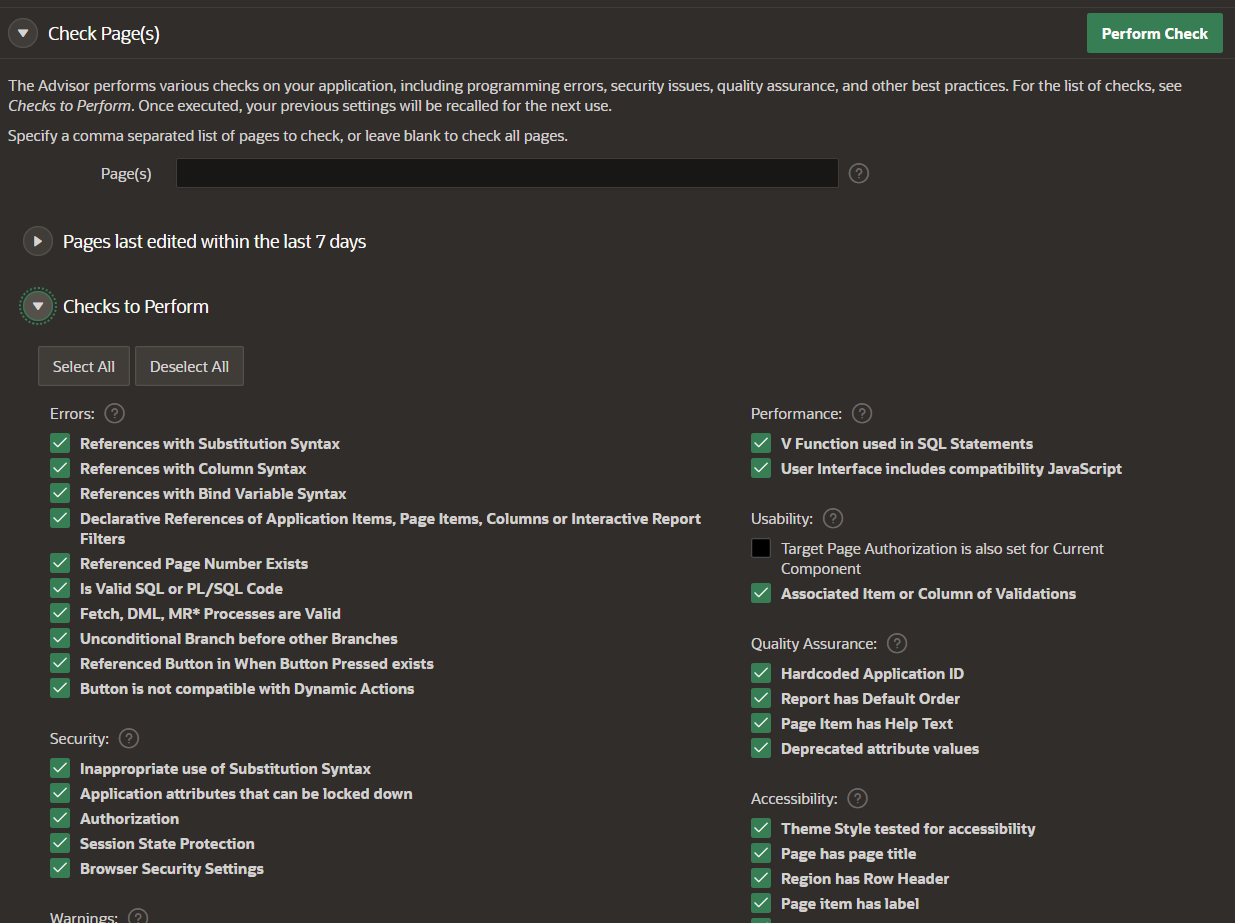 Check Page(s)
Perform Check
The Advisor performs various checks on your application, including programming errors, security issues, quality assurance, and other best practices. For the list of checks, see
Checks to Perform. Once executed, your previous settings will be recalled for the next use.
Specify a comma separated list of pages to check, or leave blank to check all pages.
Page(s)
?
Pages last edited within the last 7 days
Checks to Perform
Select All
Deselect All
Errors: ?
References with Substitution Syntax
References with Column Syntax
References with Bind Variable Syntax
Declarative References of Application Items, Page Items, Columns or Interactive Report
Filters
Referenced Page Number Exists
Is Valid SQL or PL/SQL Code
Fetch, DML, MR* Processes are Valid
Unconditional Branch before other Branches
Referenced Button in When Button Pressed exists
Button is not compatible with Dynamic Actions
Security: ?
Inappropriate use of Substitution Syntax
Application attributes that can be locked down
Authorization
Session State Protection
Browser Security Settings
Warnings: ?
Performance: ?
V Function used in SQL Statements
User Interface includes compatibility JavaScript
Usability: ?
Target Page Authorization is also set for Current
Component
Associated Item or Column of Validations
Quality Assurance: ?
Hardcoded Application ID
Report has Default Order
Page Item has Help Text
Deprecated attribute values
Accessibility: ?
Theme Style tested for accessibility
Page has page title
Region has Row Header
Page item has label